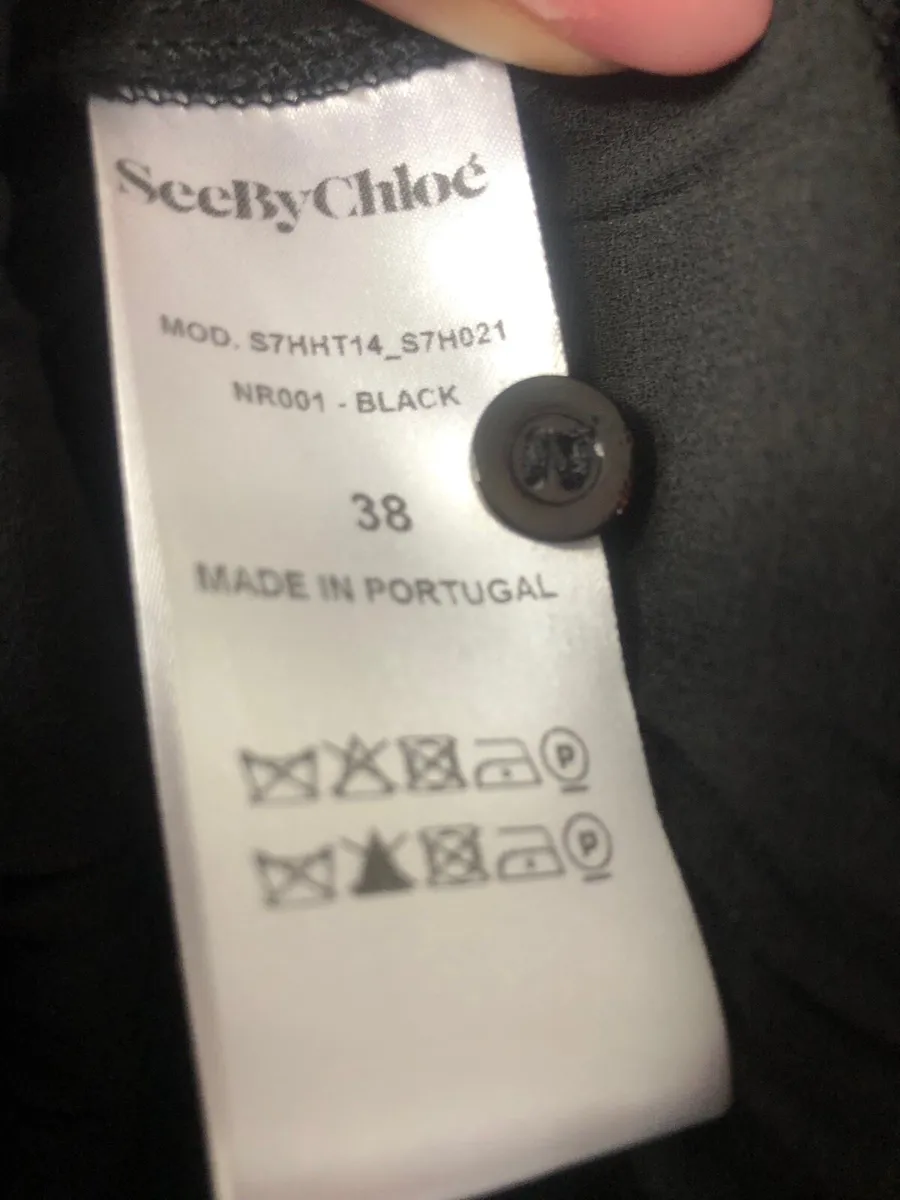 SeeByChloé
MOD. S7HHT14_S7H021
NR001 - BLACK
38
MADE IN PORTUGAL
P
P